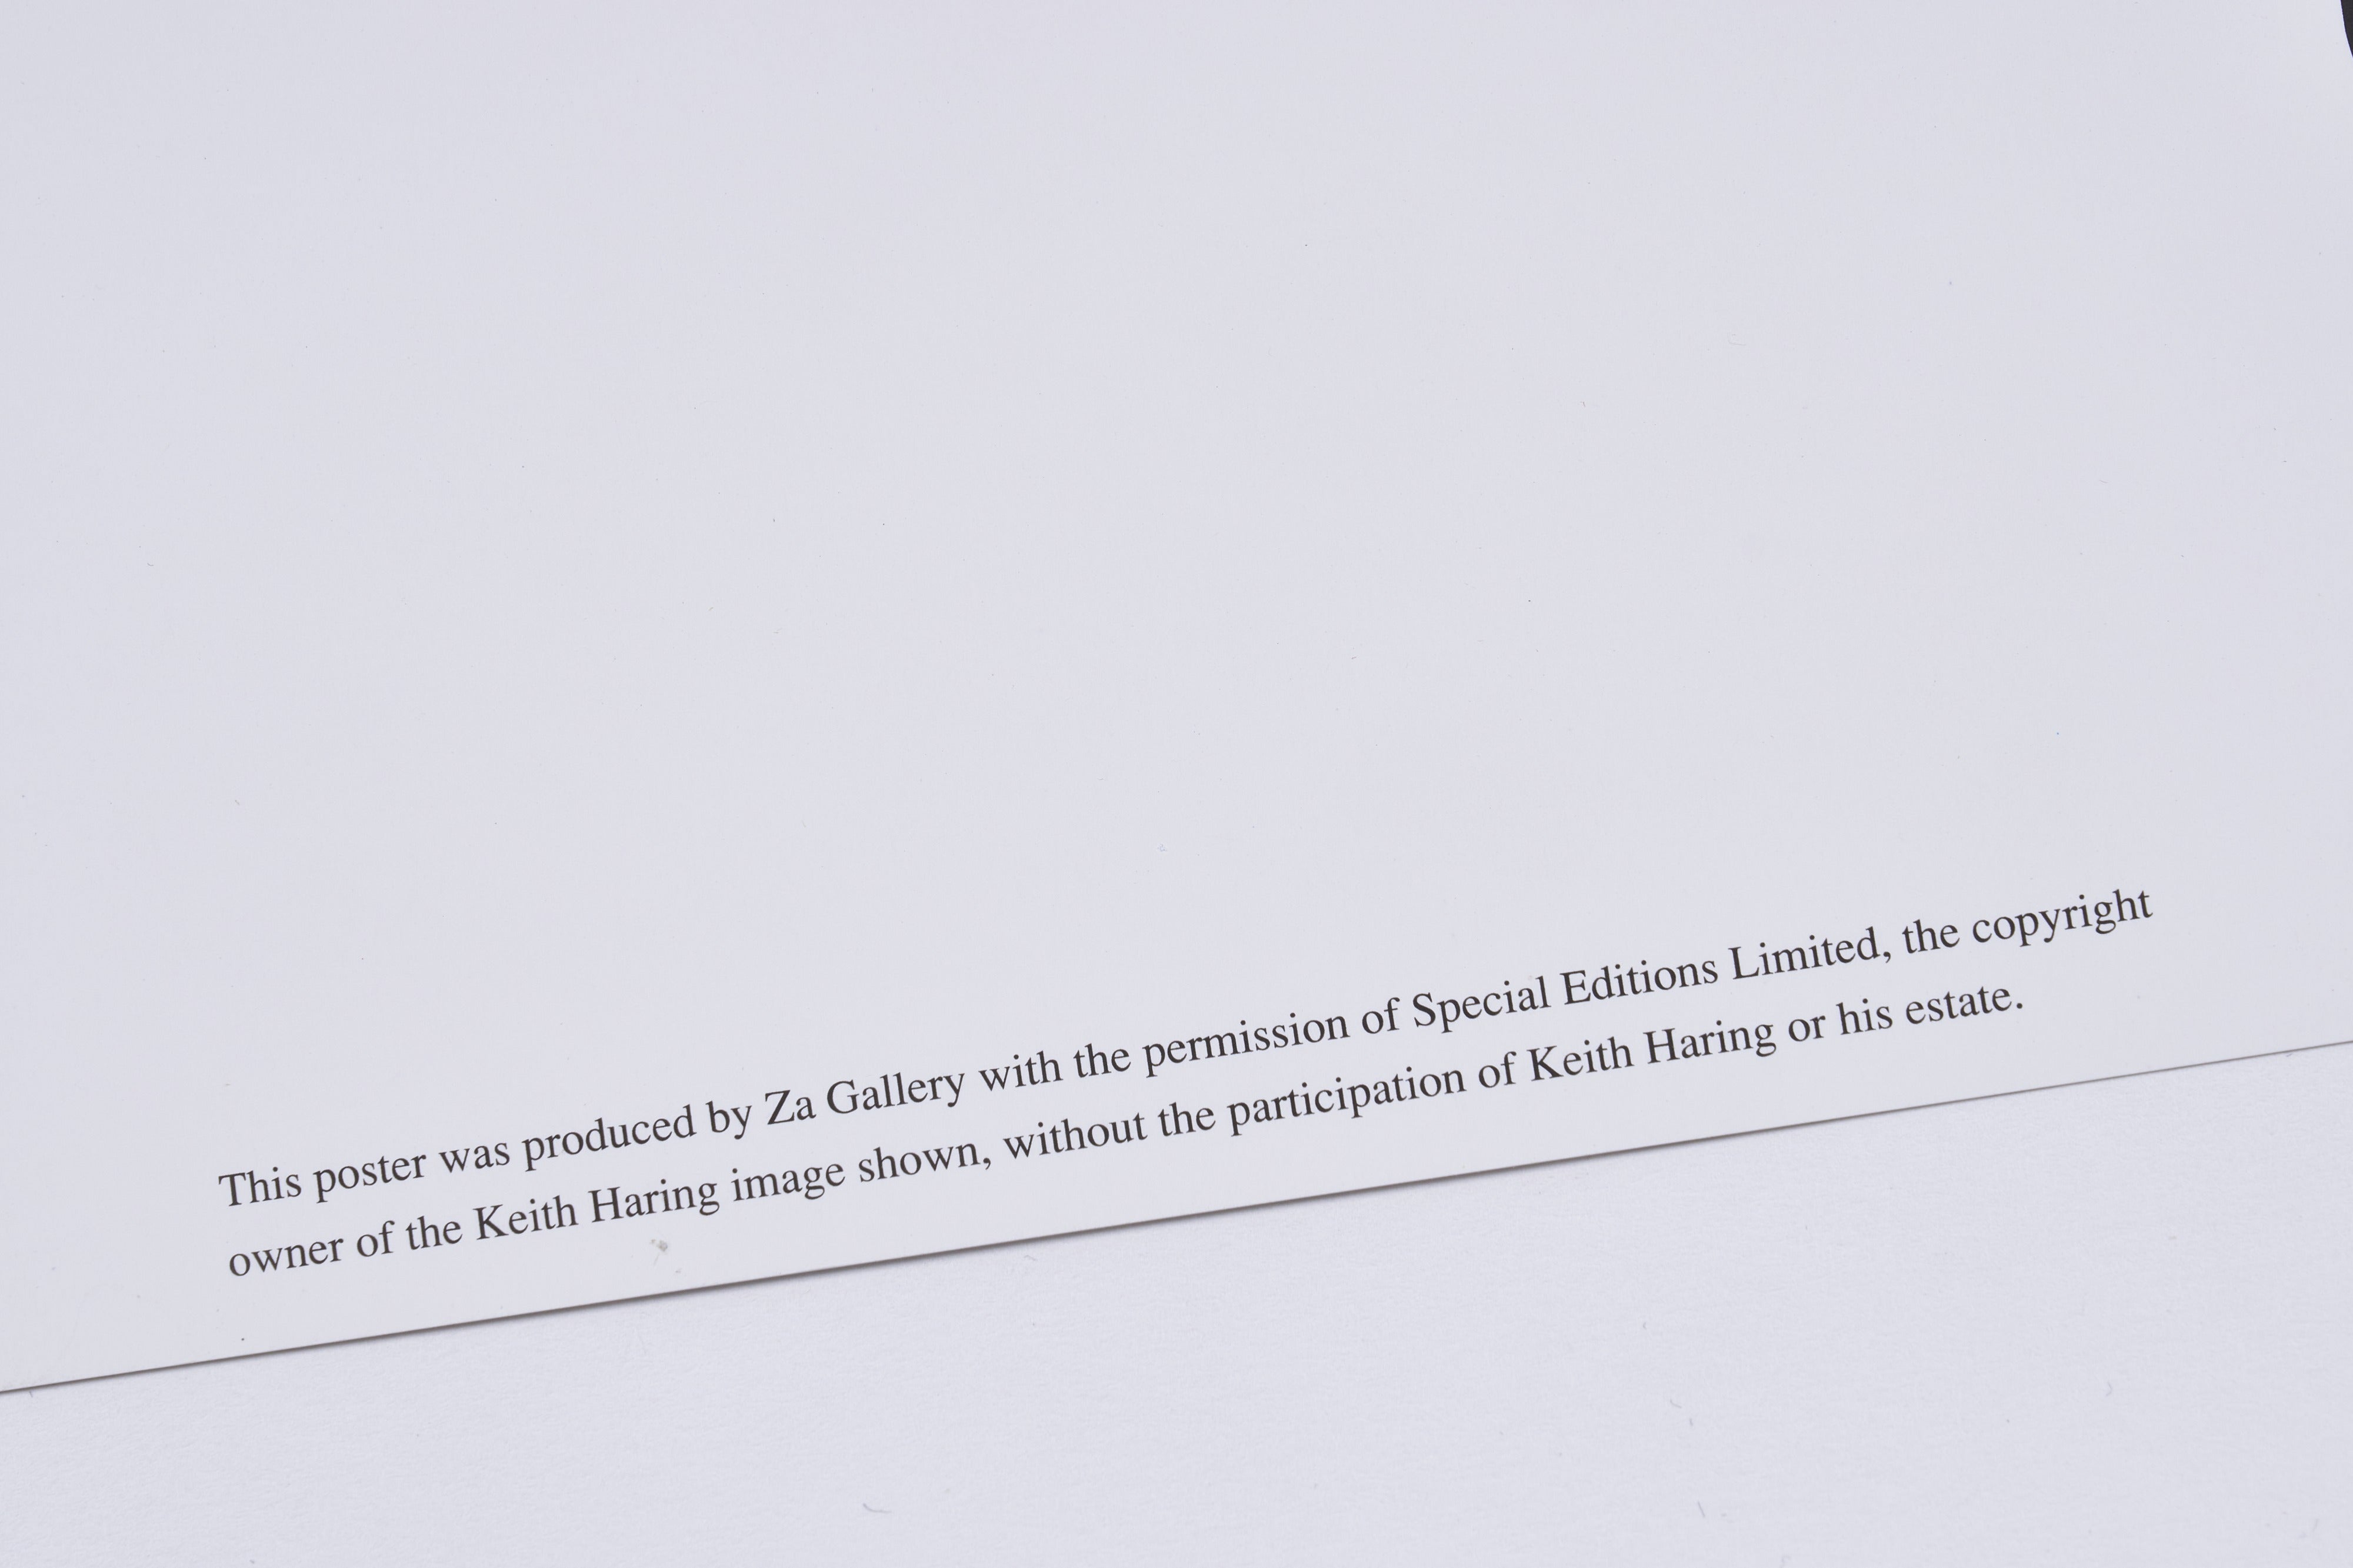 This poster was produced by Za Gallery with the permission of Special Editions Limited, the copyright
owner of the Keith Haring image shown, without the participation of Keith Haring or his estate.